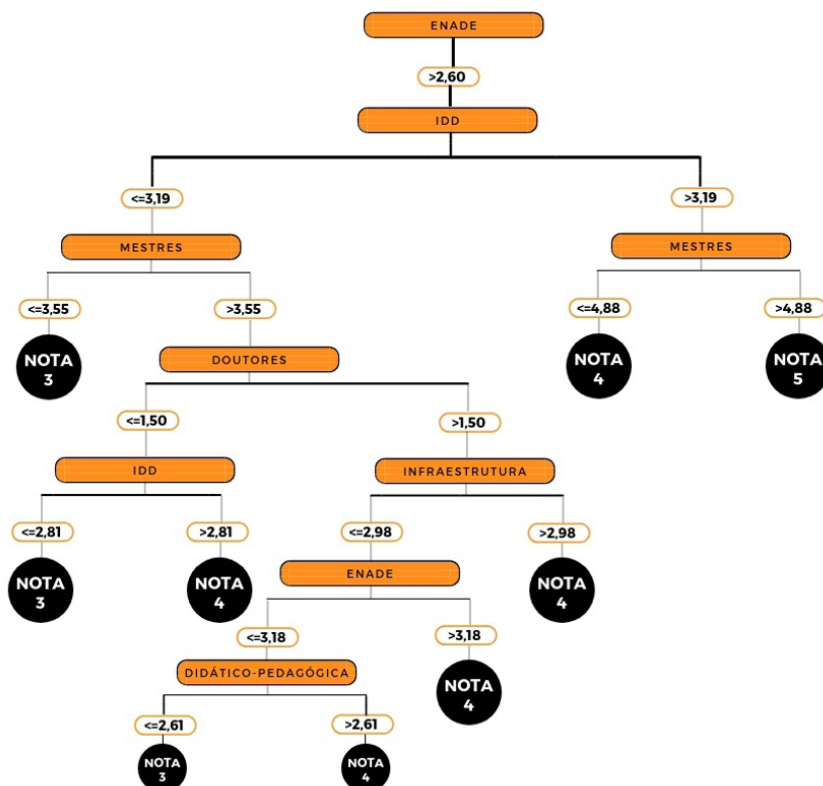 ENADE
>2,60
IDD
<=3,19
>3,19
MESTRES
MESTRES
<=3,55
>3,55
<=4,88
>4,88
NOTA
3
DOUTORES
NOTA
4
NOTA
5
<=1,50
>1,50
IDD
INFRAESTRUTURA
<=2,81
>2,81
<=2,98
>2,98
NOTA
3
NOTA
4
ENADE
NOTA
4
<=3,18
>3,18
DIDÁTICO-PEDAGÓGICA
NOTA
4
<=2,61
>2,61
NOTA
3
NOTA
4